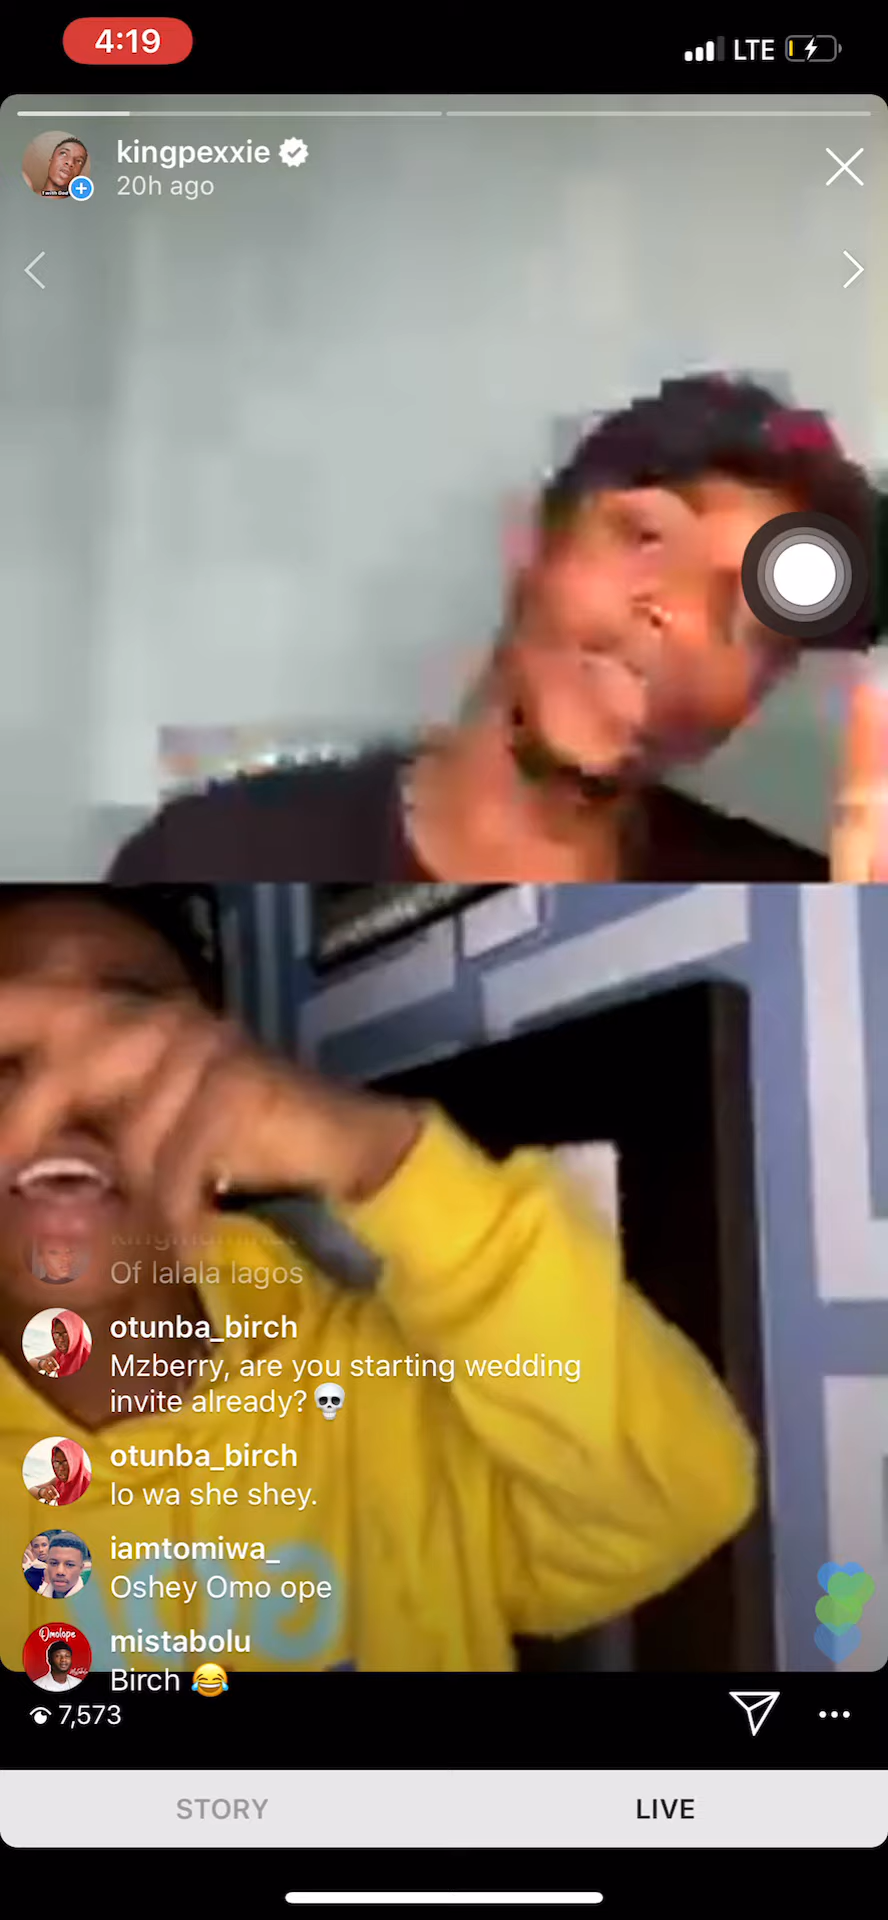 4:19
LTE
kingpexxie
20h ago
Of lalala lagos
otunba_birch
Mzberry, are you starting wedding
invite already?💀
otunba_birch
lo wa she shey.
iamtomiwa_
Oshey Omo ope
Omolope
mistabolu
Birch 😂
7,573
STORY
LIVE